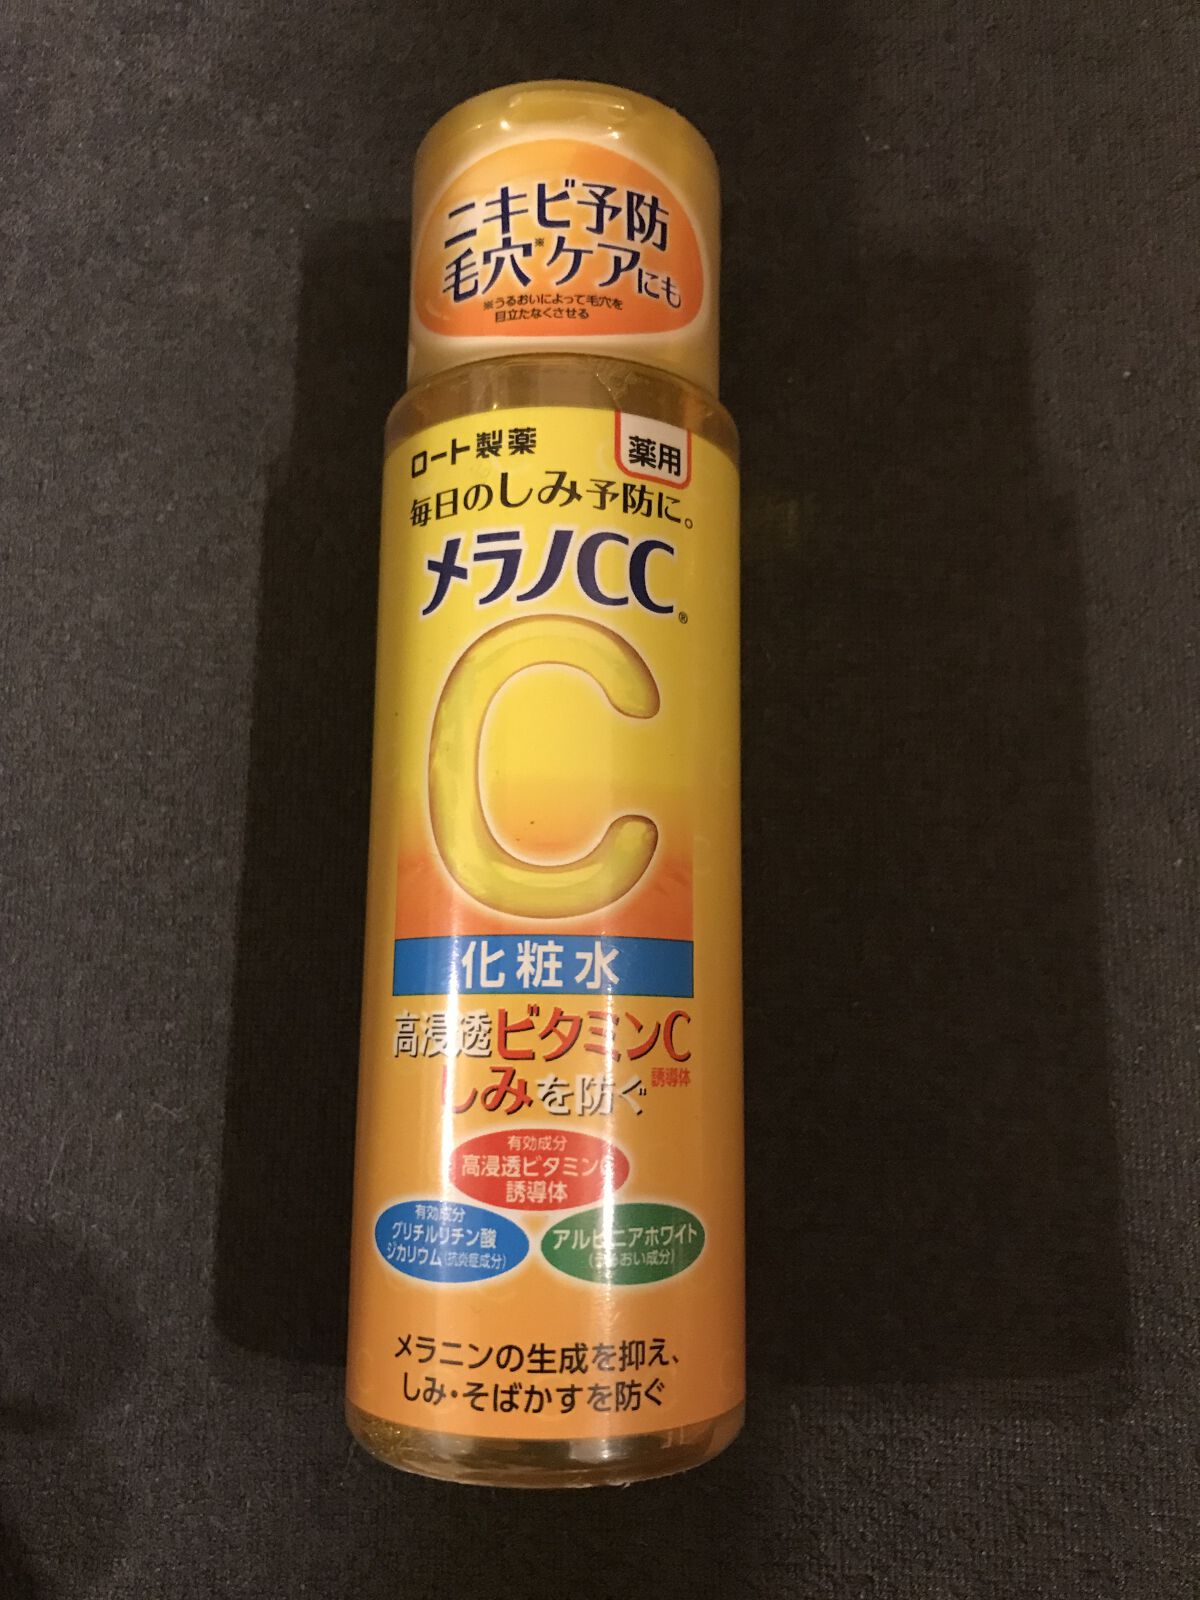 ニキビ予防
毛穴※ケアにも
※うるおいによって毛穴を
目立たなくさせる
ロート製薬
薬用
毎日のしみ予防に。
メラノCC®
C
化粧水
高浸透ビタミンC
誘導体
しみを防ぐ
有効成分
高浸透ビタミンC
誘導体
有効成分
グリチルリチン酸
ジカリウム(抗炎症成分)
アルピニアホワイト
(うるおい成分)
メラニンの生成を抑え、
しみ・そばかすを防ぐ